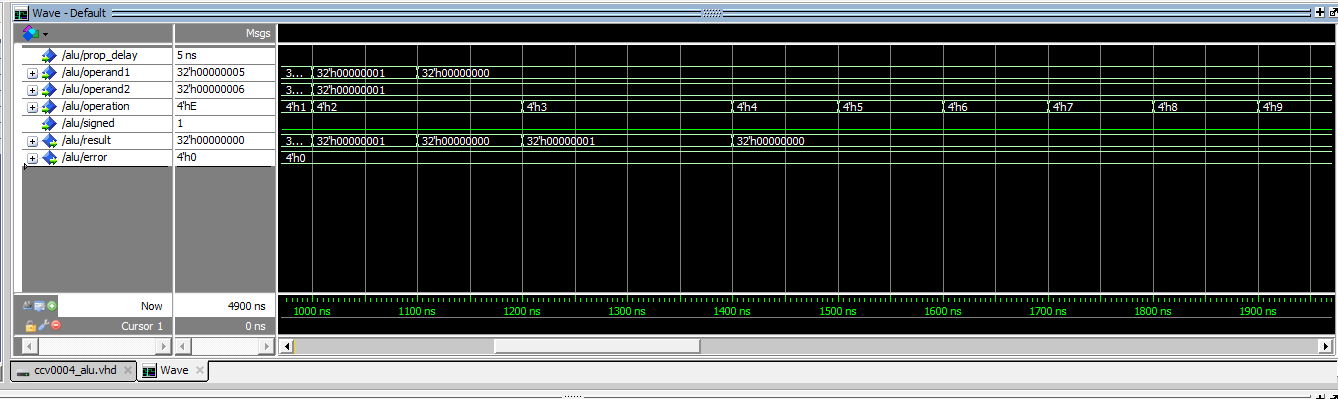 Wave - Default
Msgs
/alu/prop_delay 5 ns
/alu/operand1 32'h00000005 3... 32'h00000001 32'h00000000
/alu/operand2 32'h00000006 3... 32'h00000001
/alu/operation 4'hE 4'h1 4'h2 4'h3 4'h4 4'h5 4'h6 4'h7 4'h8 4'h9
/alu/signed 1
/alu/result 32'h00000000 3... 32'h00000001 32'h00000000 32'h00000001 32'h00000000
/alu/error 4'h0 4'h0
Now 4900 ns 1000 ns 1100 ns 1200 ns 1300 ns 1400 ns 1500 ns 1600 ns 1700 ns 1800 ns 1900 ns
Cursor 1 0 ns
ccv0004_alu.vhd Wave